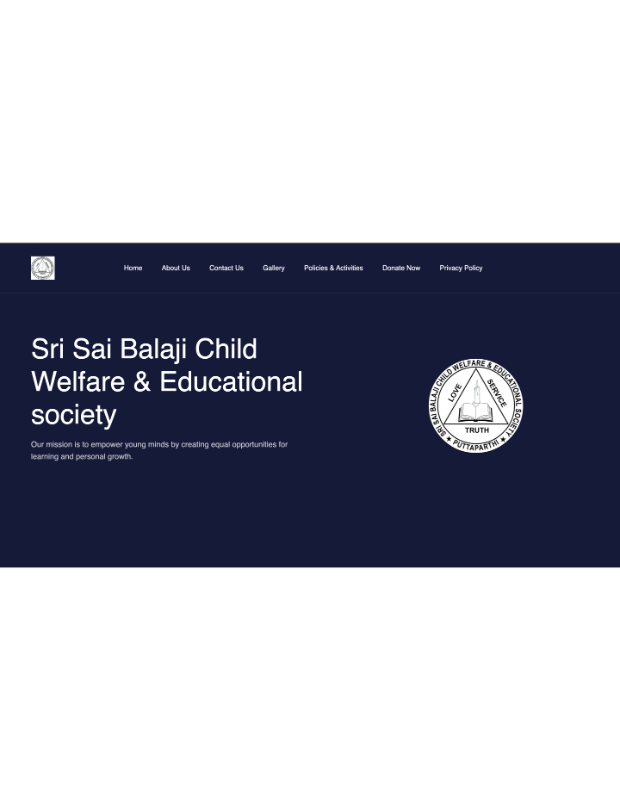 Home About Us Contact Us Gallery Policies & Activities Donate Now Privacy Policy
Sri Sai Balaji Child
Welfare & Educational
society
Our mission is to empower young minds by creating equal opportunities for
learning and personal growth.
SRI SAI BALAJI CHILD WELFARE & EDUCATIONAL SOCIETY
LOVE
SERVICE
TRUTH
★ PUTTAPARTHI ★